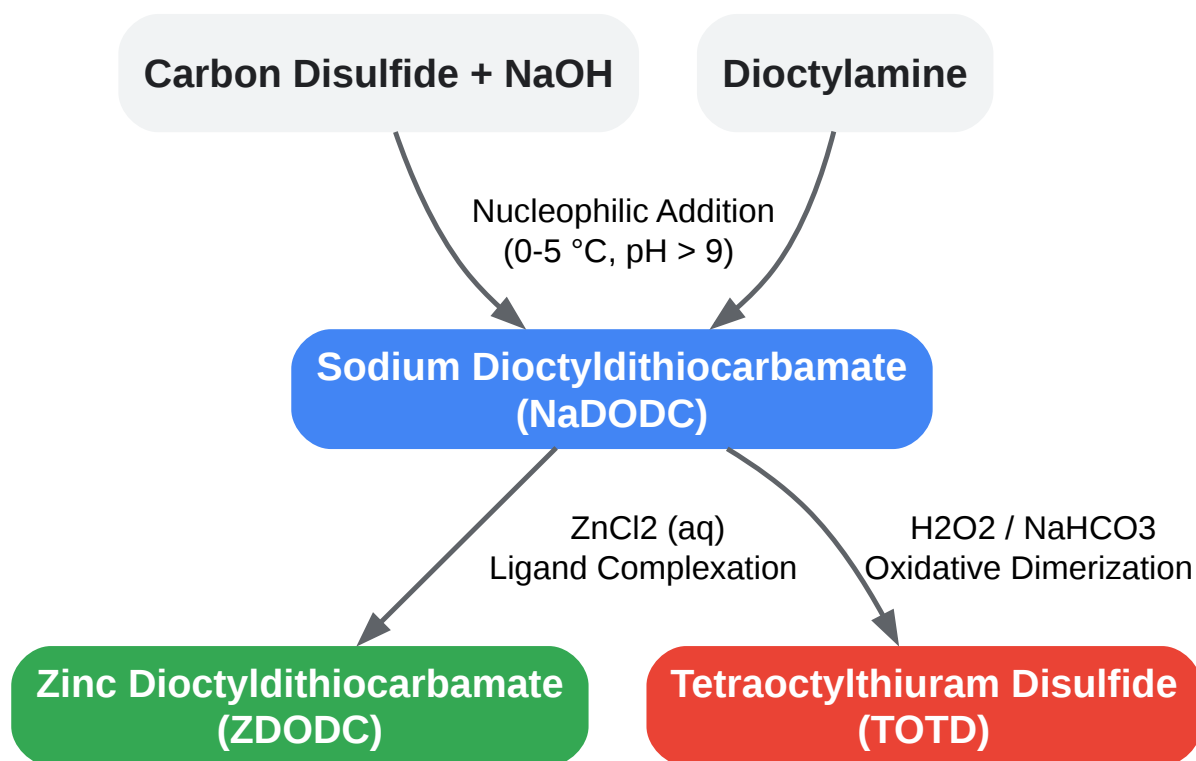 Carbon Disulfide + NaOH
Dioctylamine
Nucleophilic Addition
(0-5 °C, pH > 9)
Sodium Dioctyldithiocarbamate
(NaDODC)
ZnCl2 (aq)
Ligand Complexation
H2O2 / NaHCO3
Oxidative Dimerization
Zinc Dioctyldithiocarbamate
(ZDODC)
Tetraoctylthiuram Disulfide
(TOTD)